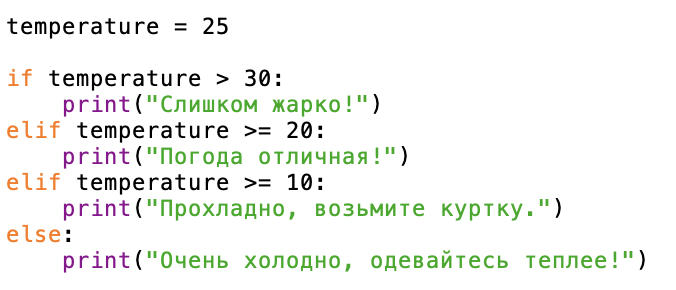 temperature = 25
if temperature > 30:
    print("Слишком жарко!")
elif temperature >= 20:
    print("Погода отличная!")
elif temperature >= 10:
    print("Прохладно, возьмите куртку.")
else:
    print("Очень холодно, одевайтесь теплее!")